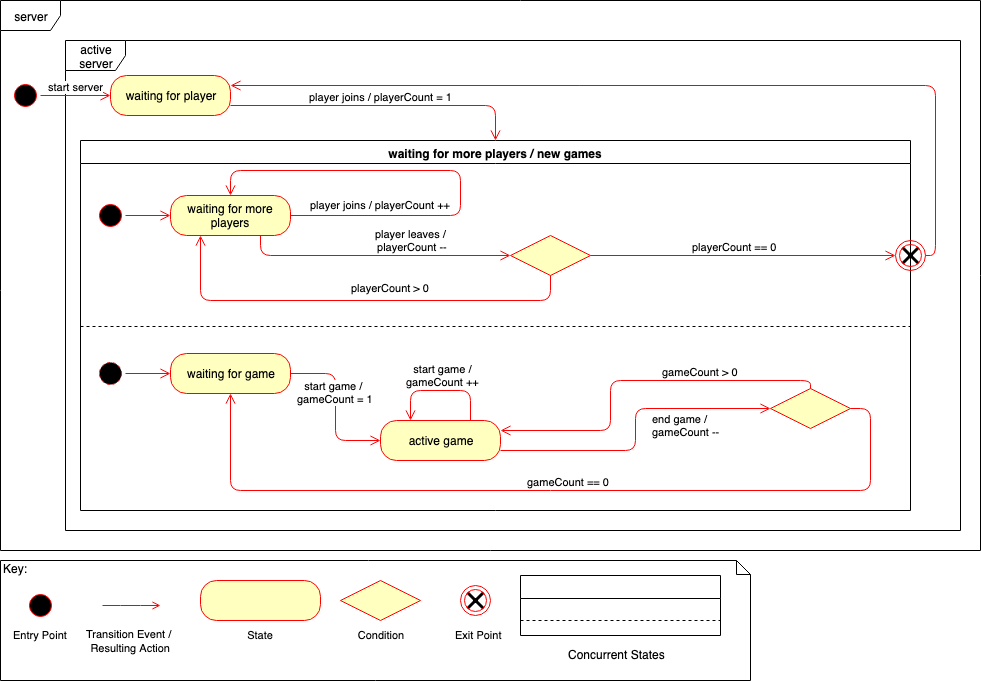 server
active
server
start server
waiting for player
player joins / playerCount = 1
waiting for more players / new games
waiting for more
players
player joins / playerCount ++
player leaves /
playerCount --
playerCount == 0
playerCount > 0
waiting for game
start game /
gameCount = 1
start game /
gameCount ++
active game
gameCount > 0
end game /
gameCount --
gameCount == 0
Key:
Entry Point
Transition Event /
Resulting Action
State
Condition
Exit Point
Concurrent States